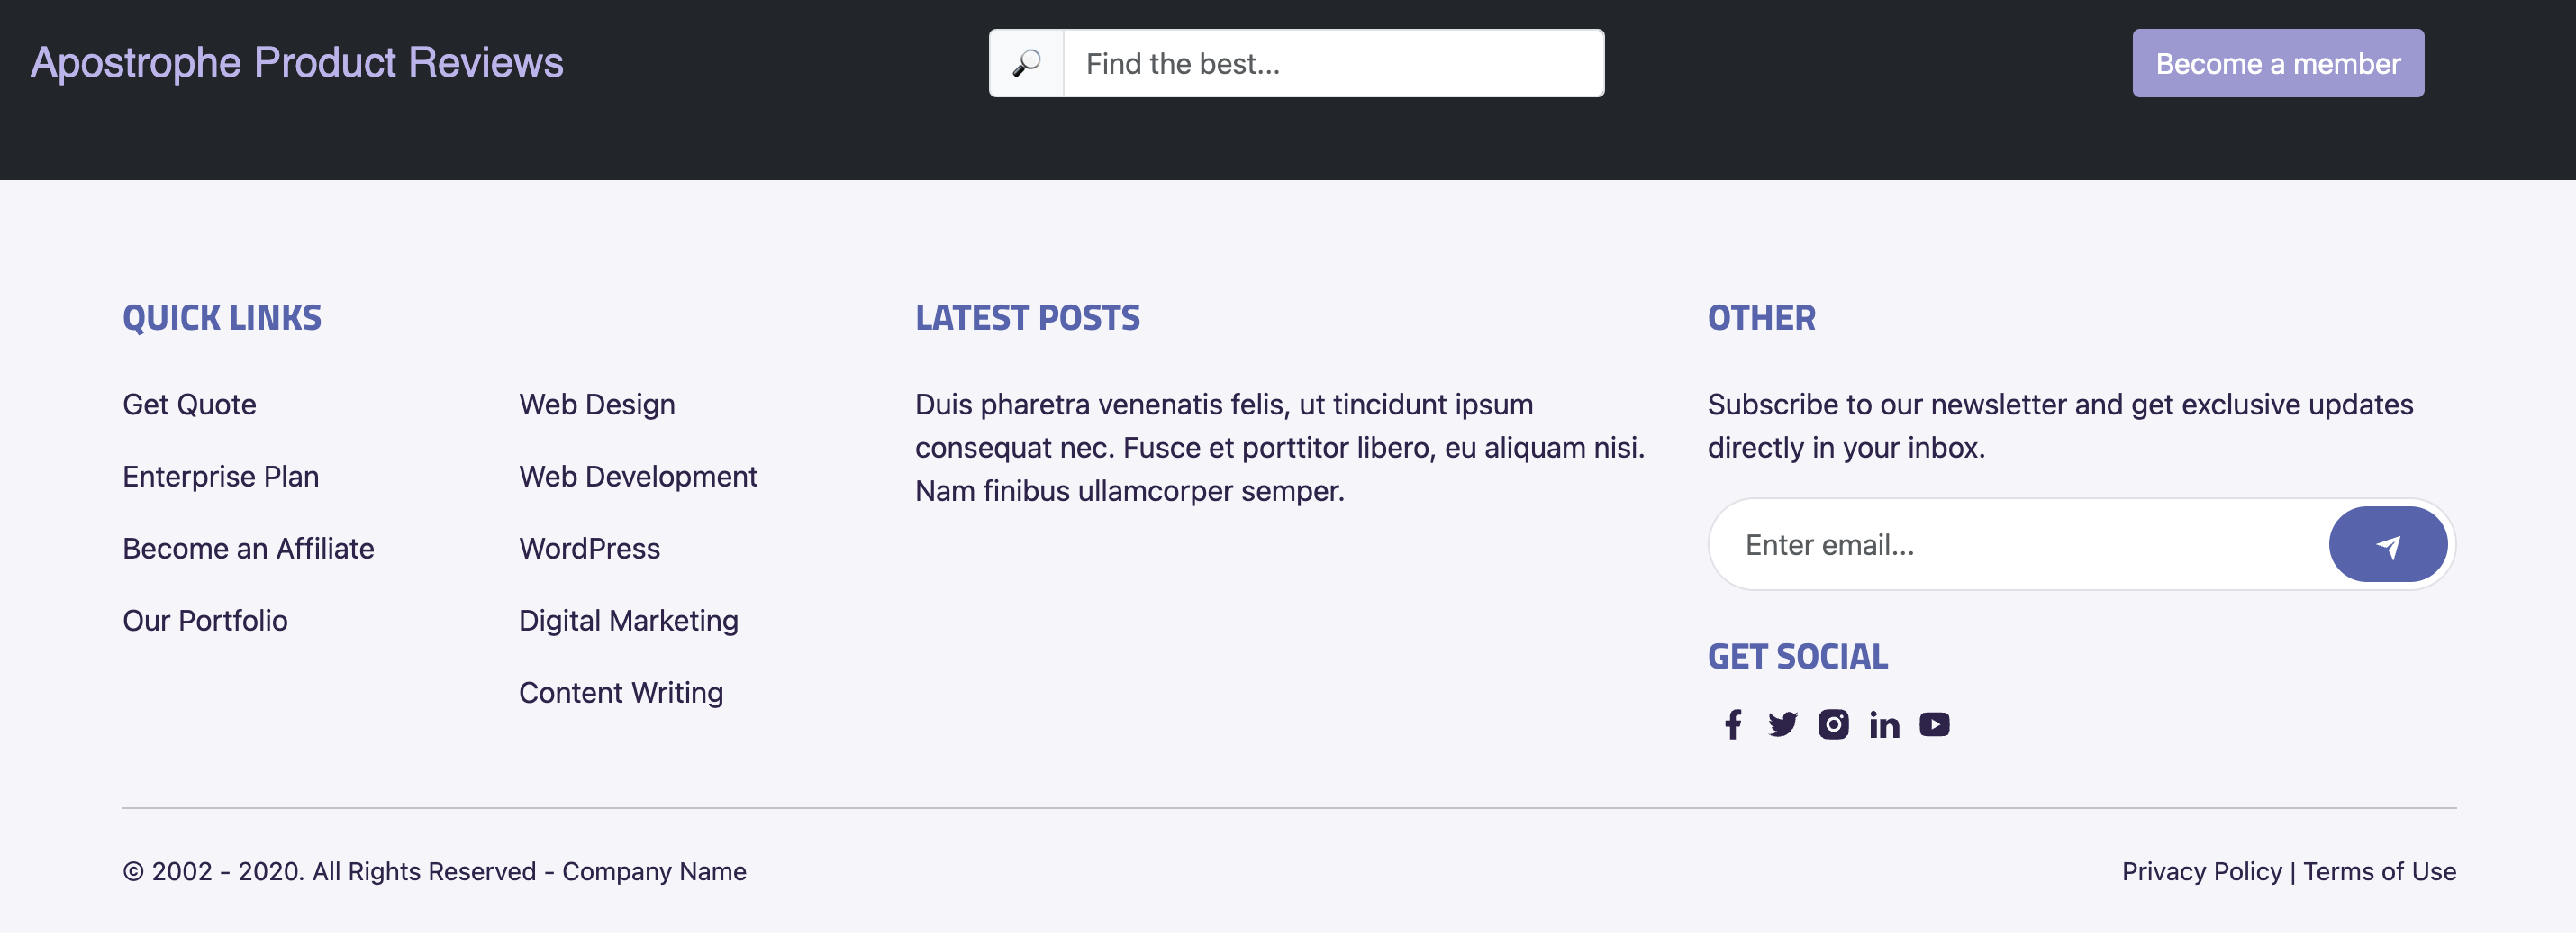 Apostrophe Product Reviews
Find the best...
Become a member
QUICK LINKS
Get Quote
Enterprise Plan
Become an Affiliate
Our Portfolio
Web Design
Web Development
WordPress
Digital Marketing
Content Writing
LATEST POSTS
Duis pharetra venenatis felis, ut tincidunt ipsum
consequat nec. Fusce et porttitor libero, eu aliquam nisi.
Nam finibus ullamcorper semper.
OTHER
Subscribe to our newsletter and get exclusive updates
directly in your inbox.
Enter email...
GET SOCIAL
© 2002 - 2020. All Rights Reserved - Company Name
Privacy Policy | Terms of Use